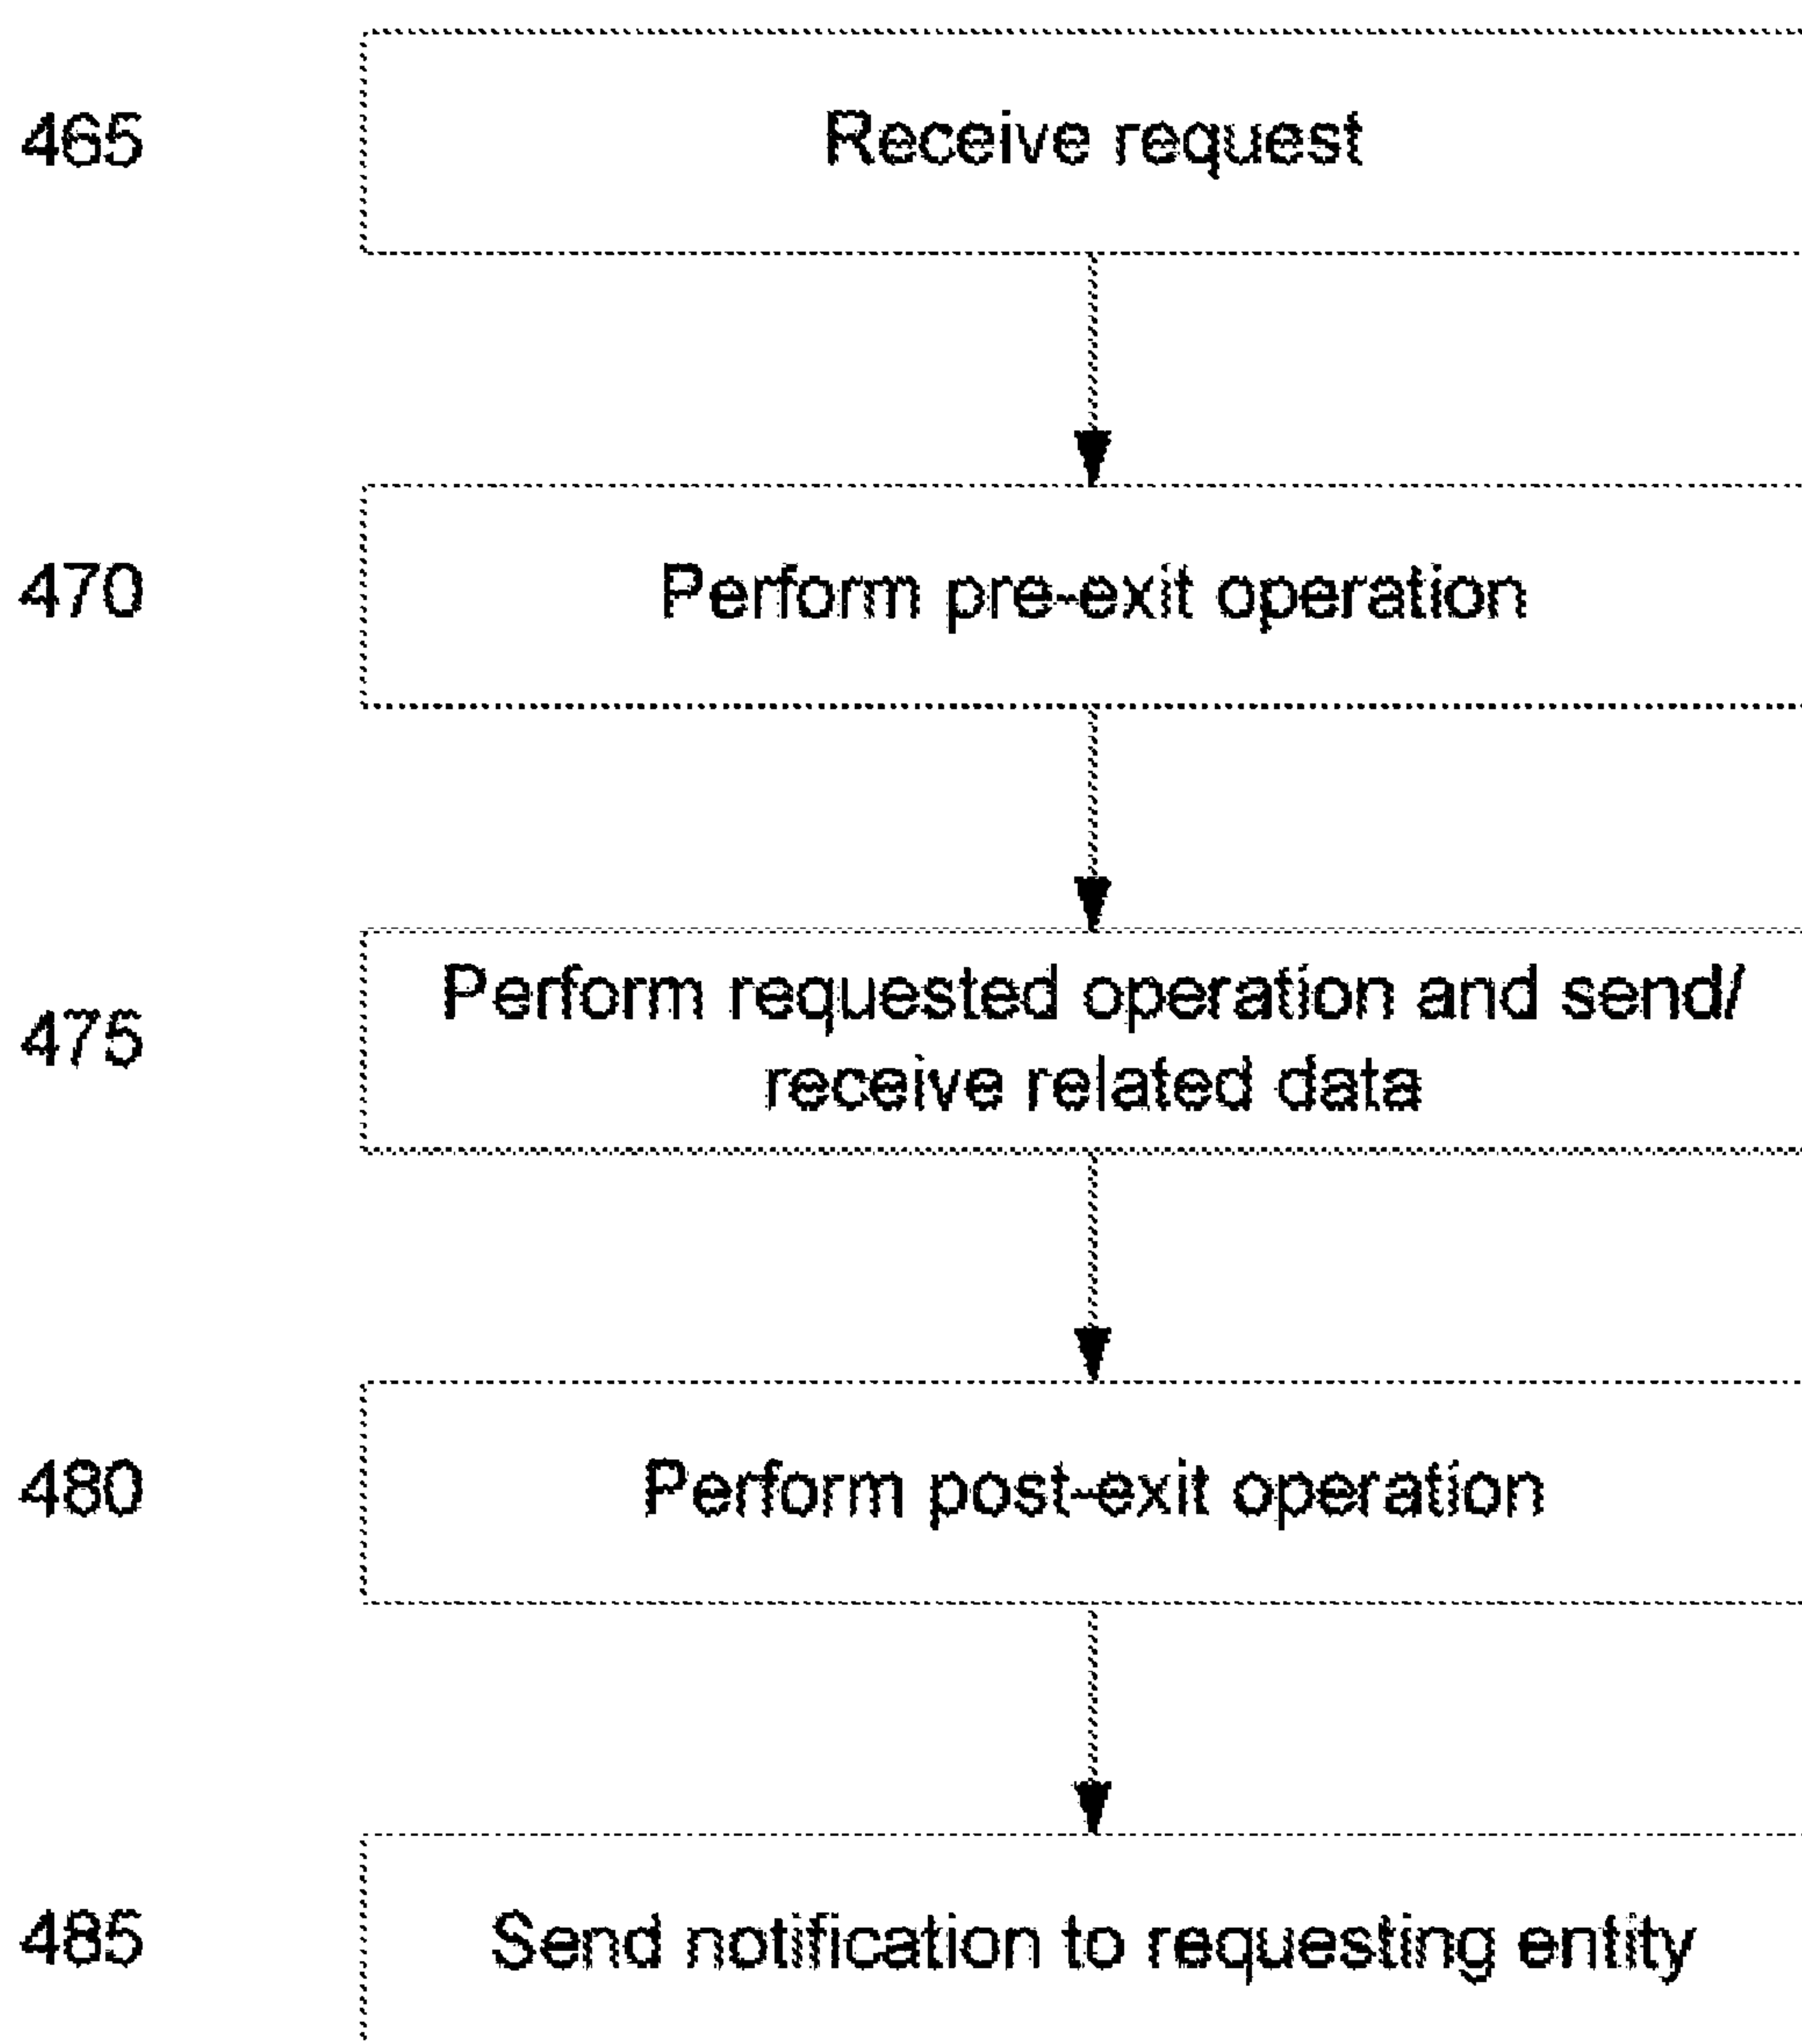 465
Receive request
470
Perform pre-exit operation
475
Perform requested operation and send/
receive related data
480
Perform post-exit operation
485
Send notification to requesting entity